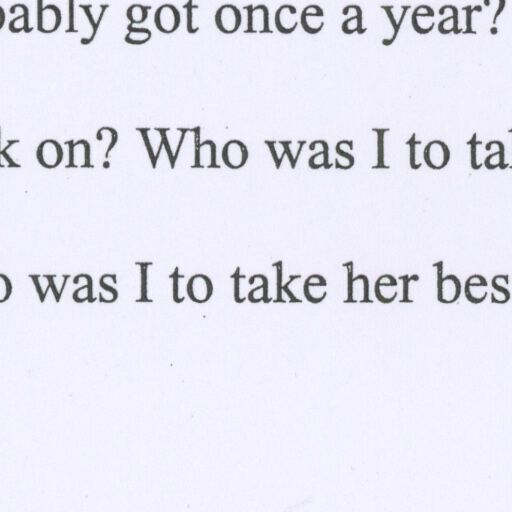 ably got once a year?
k on? Who was I to ta
o was I to take her bes